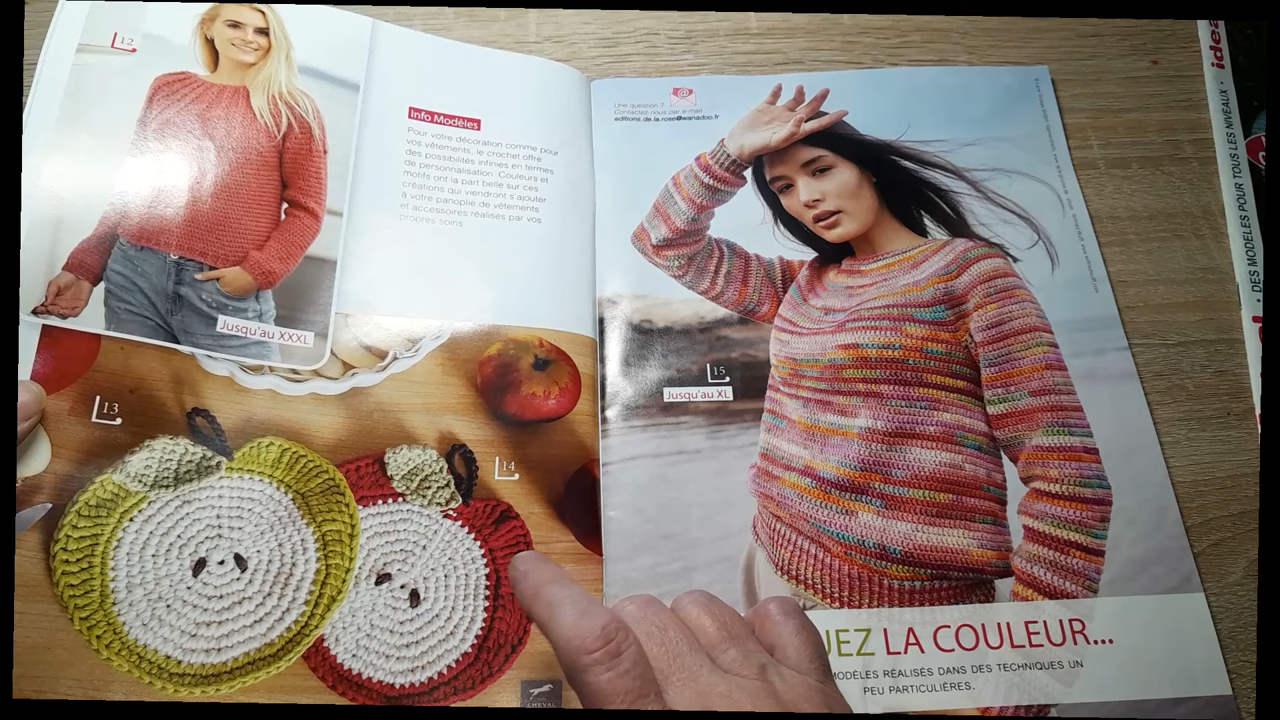 12
Info Modèles
Pour votre décoration comme pour
vos vêtements, le crochet offre
des possibilités infinies en termes
de personnalisation. Couleurs et
motifs ont la part belle sur ces
créations qui viendront s'ajouter
à votre panoplie de vêtements
et accessoires réalisés par vos
propres soins
Jusqu'au XXXL
13
14
CHEVAL
Une question ?
Contactez-nous par e-mail
editions.de.la.rose@wanadoo.fr
15
Jusqu'au XL
UEZ LA COULEUR...
MODÈLES RÉALISÉS DANS DES TECHNIQUES UN
PEU PARTICULIÈRES.
idea
• DES MODÈLES POUR TOUS LES NIVEAUX •